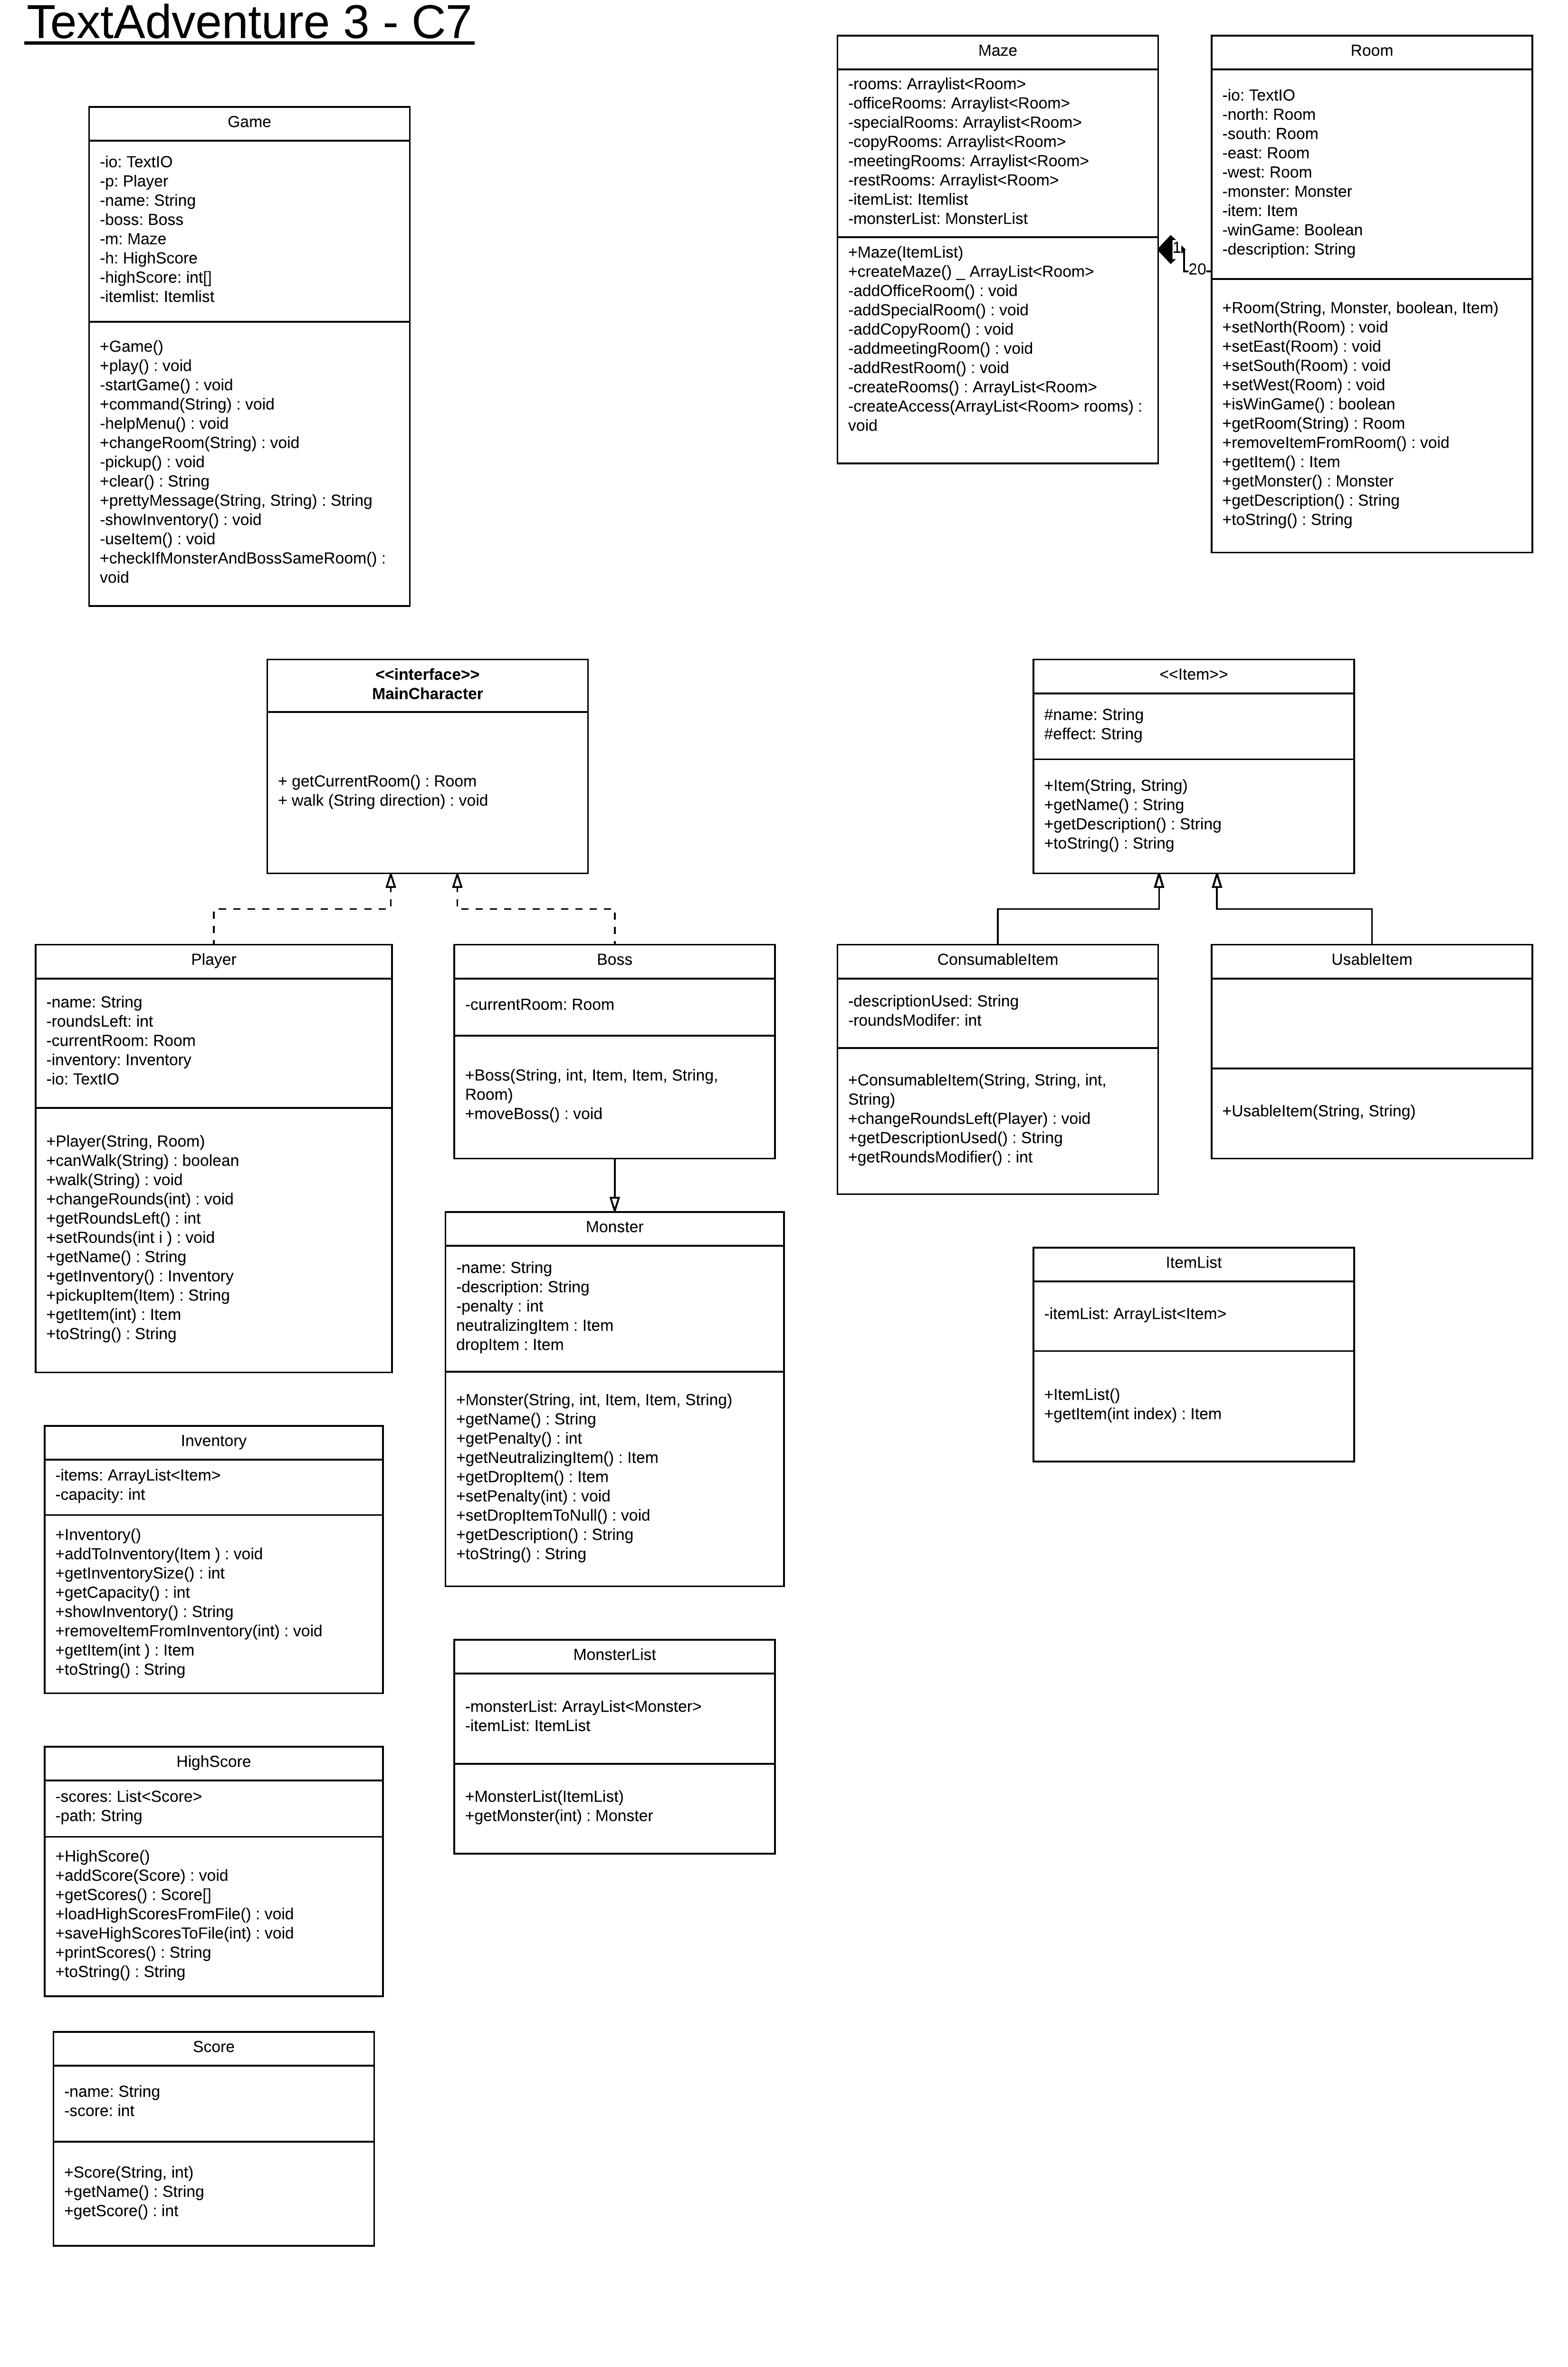 TextAdventure 3 - C7
Game
-io: TextIO
-p: Player
-name: String
-boss: Boss
-m: Maze
-h: HighScore
-highScore: int[]
-itemlist: Itemlist
+Game()
+play() : void
-startGame() : void
+command(String) : void
-helpMenu() : void
+changeRoom(String) : void
-pickup() : void
+clear() : String
+prettyMessage(String, String) : String
-showInventory() : void
-useItem() : void
+checkIfMonsterAndBossSameRoom() :
void
Maze
-rooms: Arraylist<Room>
-officeRooms: Arraylist<Room>
-specialRooms: Arraylist<Room>
-copyRooms: Arraylist<Room>
-meetingRooms: Arraylist<Room>
-restRooms: Arraylist<Room>
-itemList: Itemlist
-monsterList: MonsterList
+Maze(ItemList)
+createMaze() _ ArrayList<Room>
-addOfficeRoom() : void
-addSpecialRoom() : void
-addCopyRoom() : void
-addmeetingRoom() : void
-addRestRoom() : void
-createRooms() : ArrayList<Room>
-createAccess(ArrayList<Room> rooms) :
void
1
20
Room
-io: TextIO
-north: Room
-south: Room
-east: Room
-west: Room
-monster: Monster
-item: Item
-winGame: Boolean
-description: String
+Room(String, Monster, boolean, Item)
+setNorth(Room) : void
+setEast(Room) : void
+setSouth(Room) : void
+setWest(Room) : void
+isWinGame() : boolean
+getRoom(String) : Room
+removeItemFromRoom() : void
+getItem() : Item
+getMonster() : Monster
+getDescription() : String
+toString() : String
<<interface>>
MainCharacter
+ getCurrentRoom() : Room
+ walk (String direction) : void
<<Item>>
#name: String
#effect: String
+Item(String, String)
+getName() : String
+getDescription() : String
+toString() : String
Player
-name: String
-roundsLeft: int
-currentRoom: Room
-inventory: Inventory
-io: TextIO
+Player(String, Room)
+canWalk(String) : boolean
+walk(String) : void
+changeRounds(int) : void
+getRoundsLeft() : int
+setRounds(int i ) : void
+getName() : String
+getInventory() : Inventory
+pickupItem(Item) : String
+getItem(int) : Item
+toString() : String
Boss
-currentRoom: Room
+Boss(String, int, Item, Item, String,
Room)
+moveBoss() : void
ConsumableItem
-descriptionUsed: String
-roundsModifer: int
+ConsumableItem(String, String, int,
String)
+changeRoundsLeft(Player) : void
+getDescriptionUsed() : String
+getRoundsModifier() : int
UsableItem
+UsableItem(String, String)
Monster
-name: String
-description: String
-penalty : int
neutralizingItem : Item
dropItem : Item
+Monster(String, int, Item, Item, String)
+getName() : String
+getPenalty() : int
+getNeutralizingItem() : Item
+getDropItem() : Item
+setPenalty(int) : void
+setDropItemToNull() : void
+getDescription() : String
+toString() : String
ItemList
-itemList: ArrayList<Item>
+ItemList()
+getItem(int index) : Item
Inventory
-items: ArrayList<Item>
-capacity: int
+Inventory()
+addToInventory(Item ) : void
+getInventorySize() : int
+getCapacity() : int
+showInventory() : String
+removeItemFromInventory(int) : void
+getItem(int ) : Item
+toString() : String
MonsterList
-monsterList: ArrayList<Monster>
-itemList: ItemList
+MonsterList(ItemList)
+getMonster(int) : Monster
HighScore
-scores: List<Score>
-path: String
+HighScore()
+addScore(Score) : void
+getScores() : Score[]
+loadHighScoresFromFile() : void
+saveHighScoresToFile(int) : void
+printScores() : String
+toString() : String
Score
-name: String
-score: int
+Score(String, int)
+getName() : String
+getScore() : int